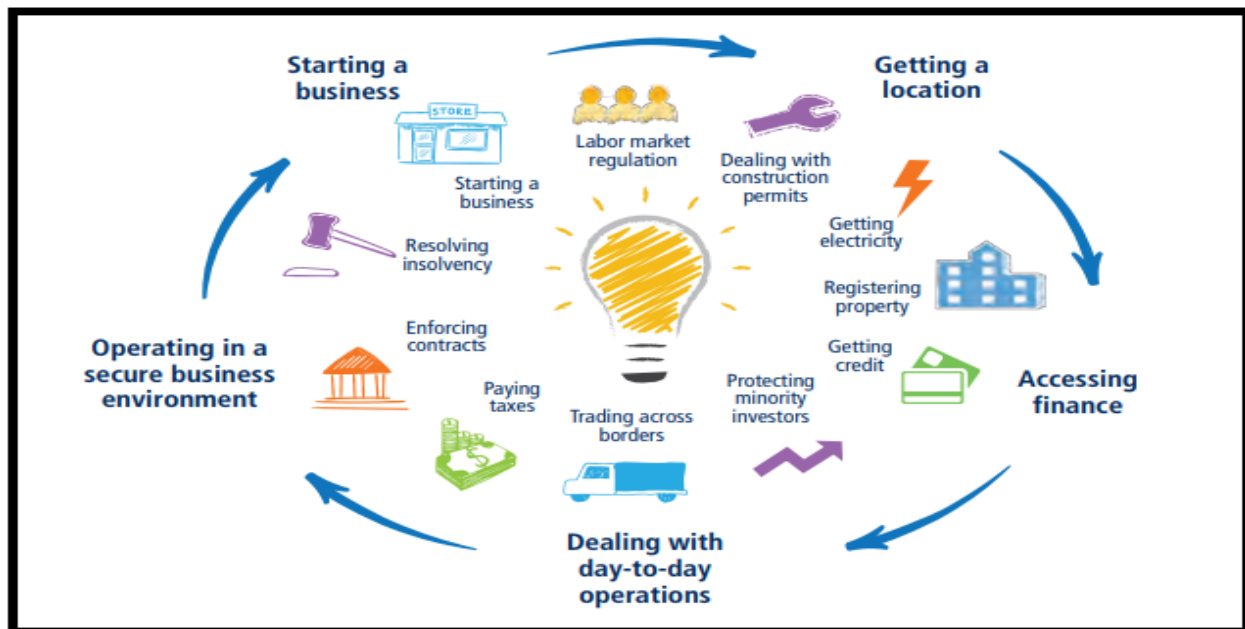 Starting a
business
Getting a
location
STORE
Labor market
regulation
Dealing with
construction
permits
Starting a
business
Getting
electricity
Resolving
insolvency
Registering
property
Enforcing
contracts
Getting
credit
Operating in a
secure business
environment
Accessing
finance
Paying
taxes
Protecting
minority
investors
Trading across
borders
$
Dealing with
day-to-day
operations